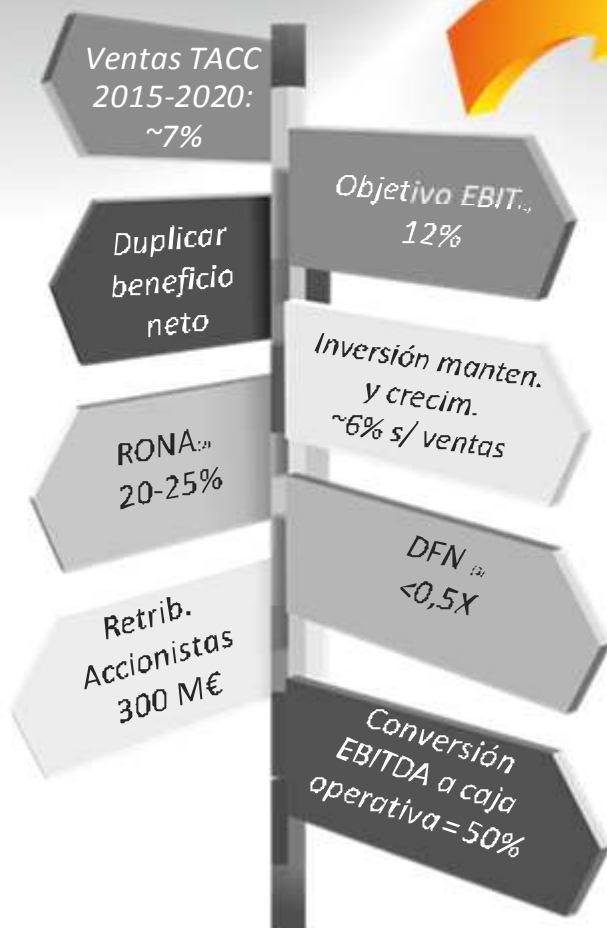 Ventas TACC
2015-2020:
~7%
Objetivo EBIT
12%
Duplicar
beneficio
neto
Inversión manten.
y crecim.
~6% s/ ventas
RONA
20-25%
DFN
<0,5X
Retrib.
Accionistas
300 M€
Conversión
EBITDA a caja
operativa = 50%